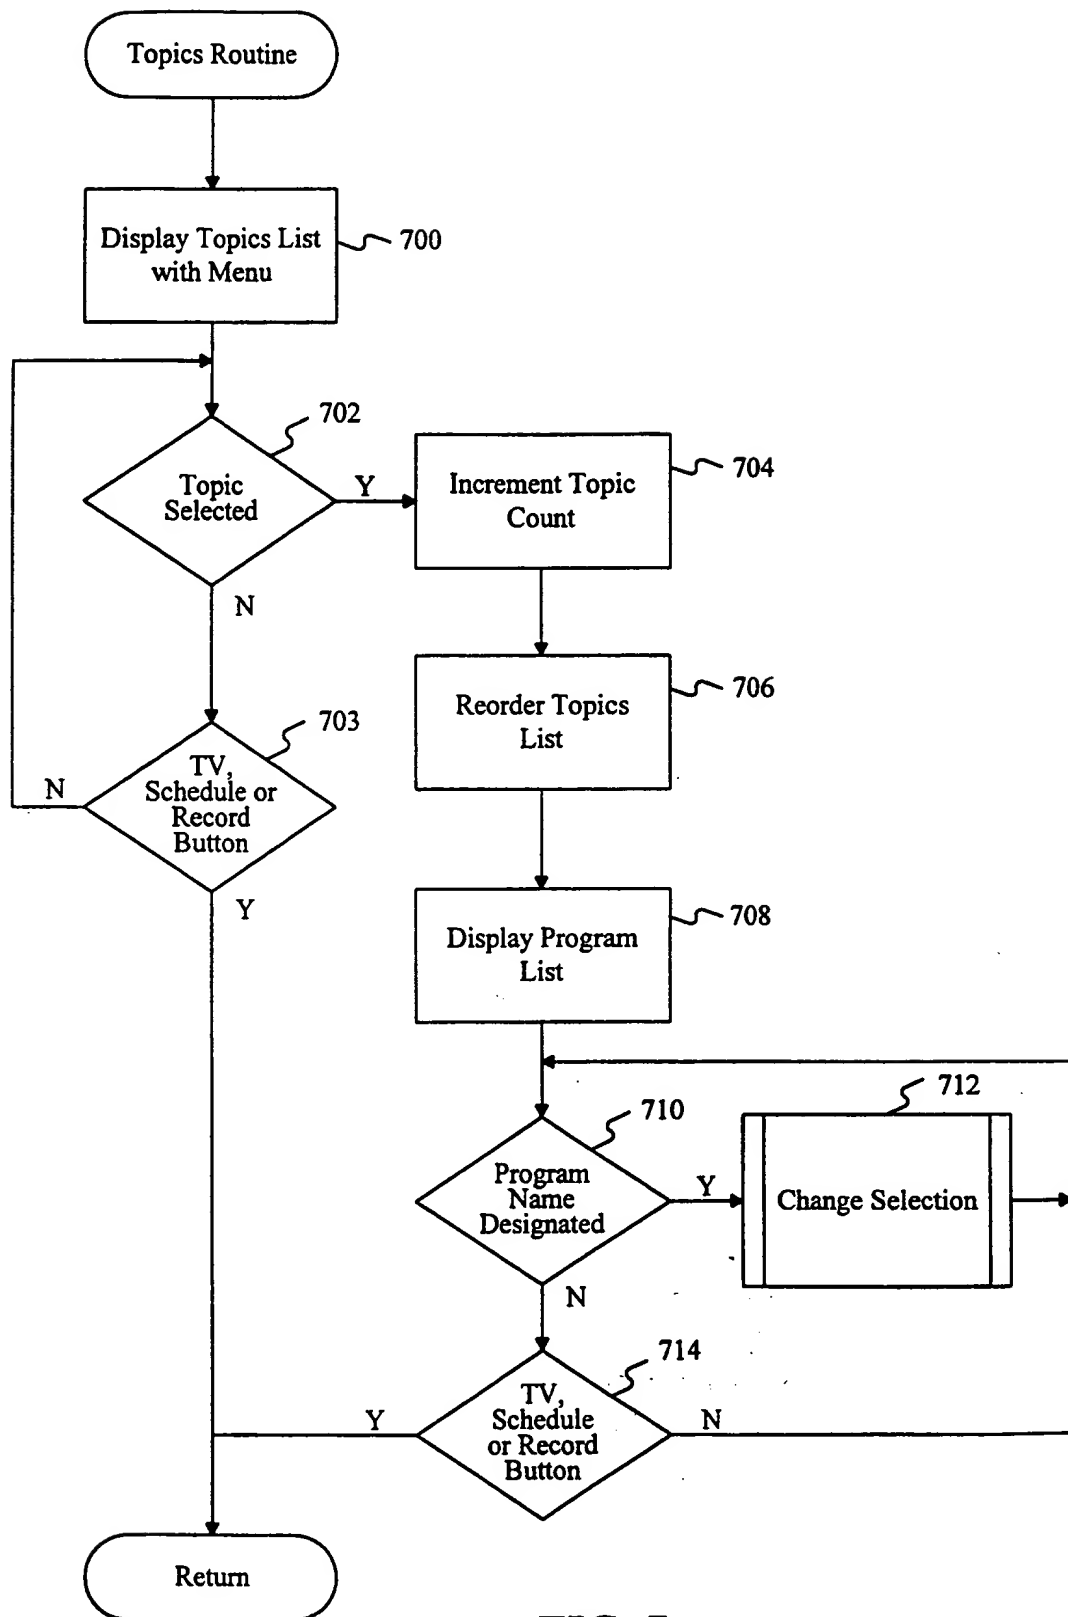 Topics Routine
Display Topics List
with Menu
700
702
Topic
Selected
Y
Increment Topic
Count
704
N
Reorder Topics
List
706
703
TV,
Schedule or
Record
Button
N
Y
Display Program
List
708
710
Program
Name
Designated
Y
712
Change Selection
N
714
TV,
Schedule
or Record
Button
Y
N
Return